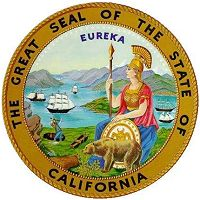 THE GREAT SEAL OF THE STATE OF
CALIFORNIA
EUREKA